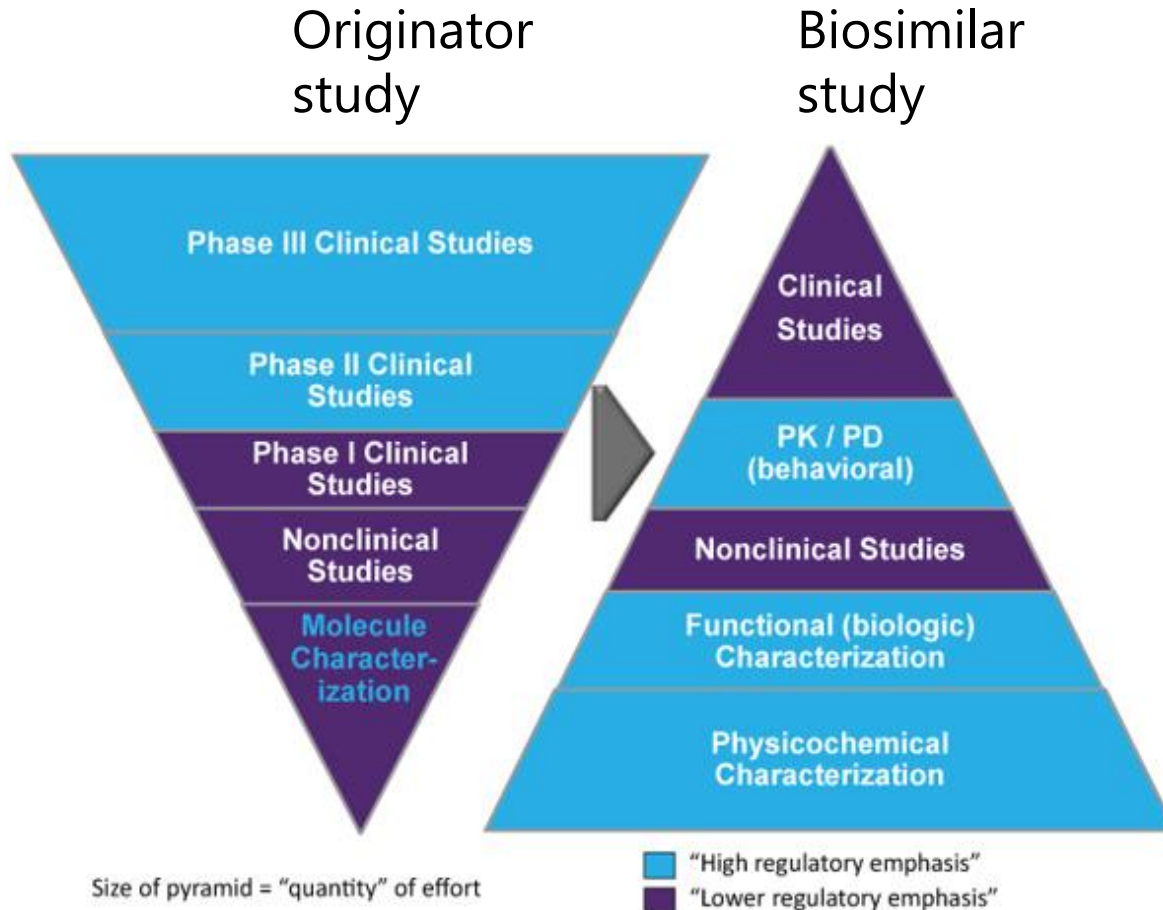 Originator
study
Biosimilar
study
Phase III Clinical Studies
Phase II Clinical
Studies
Phase I Clinical
Studies
Nonclinical
Studies
Molecule
Character-
ization
Clinical
Studies
PK / PD
(behavioral)
Nonclinical Studies
Functional (biologic)
Characterization
Physicochemical
Characterization
Size of pyramid = "quantity" of effort
"High regulatory emphasis"
"Lower regulatory emphasis"